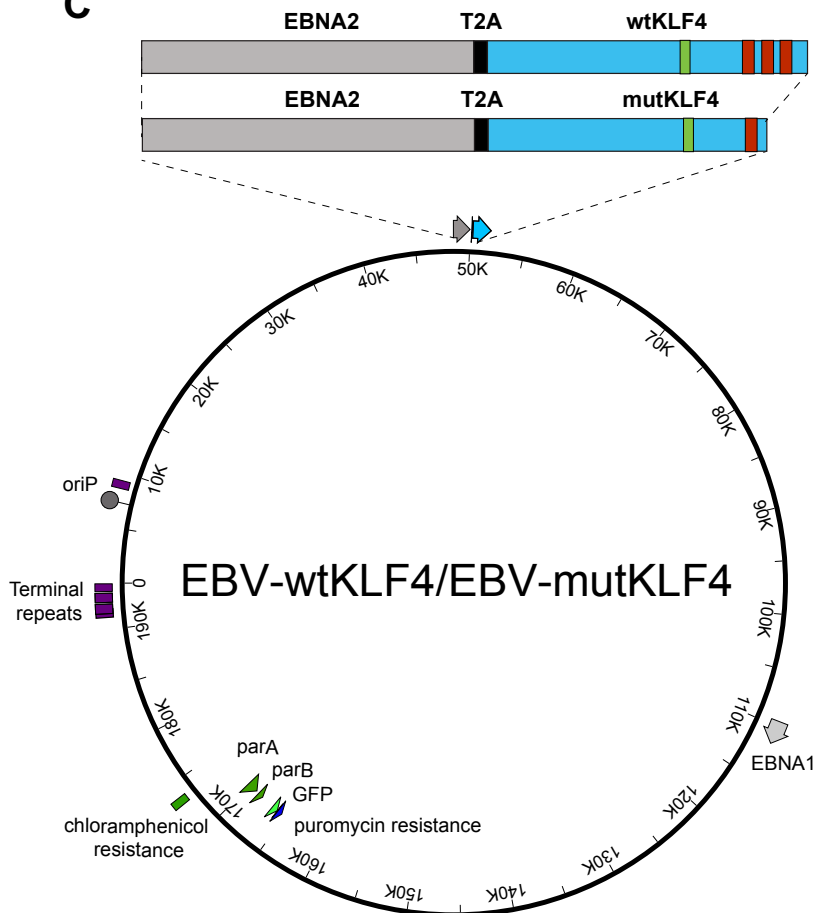 C
EBNA2 T2A wtKLF4
EBNA2 T2A mutKLF4
50K
40K
60K
30K
70K
20K
80K
10K
90K
oriP
EBV-wtKLF4/EBV-mutKLF4
0
Terminal
repeats
190K
100K
180K
110K
EBNA1
parA
parB
GFP
170K
120K
puromycin resistance
chloramphenicol
resistance
160K
130K
150K
140K